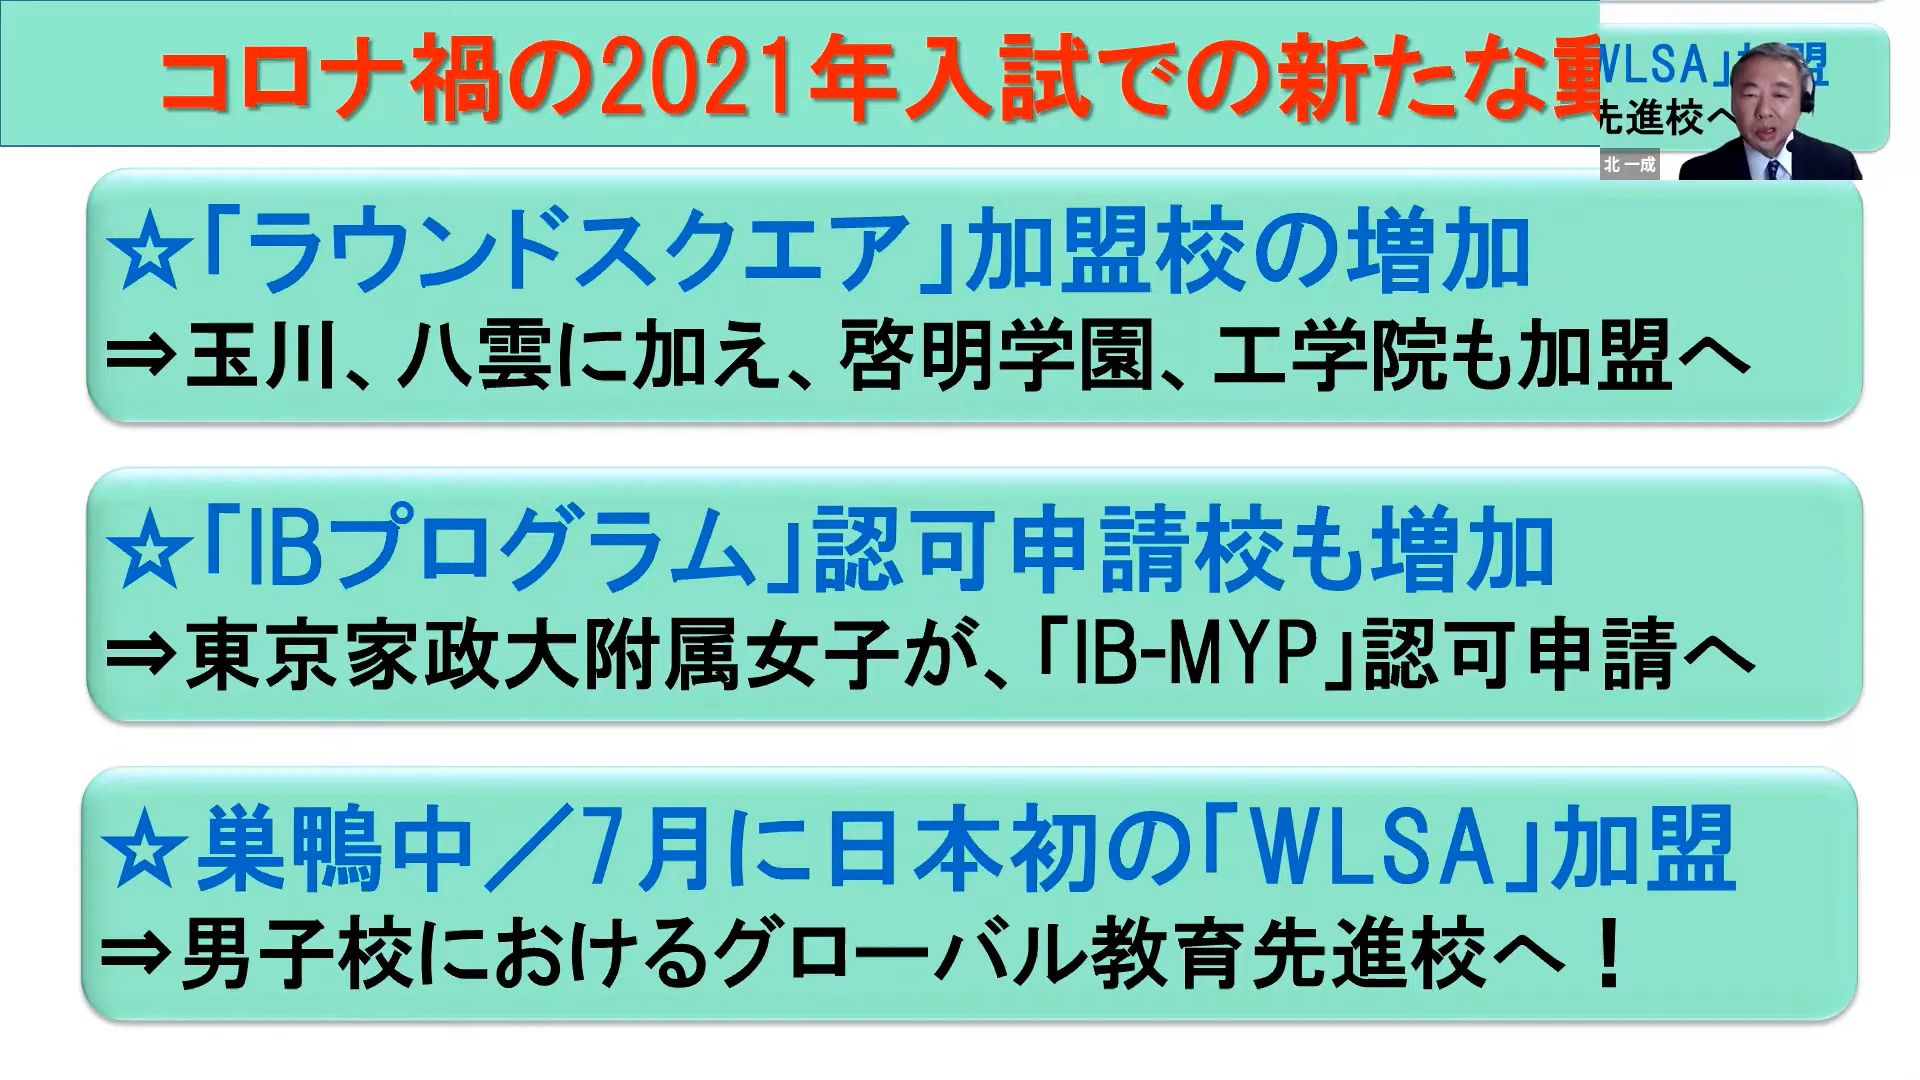 コロナ禍の2021年入試での新たな動
WLSA」加盟
先進校へ
北 一成
☆「ラウンドスクエア」加盟校の増加
⇒玉川、八雲に加え、啓明学園、工学院も加盟へ
☆「IBプログラム」認可申請校も増加
⇒東京家政大附属女子が、「IB-MYP」認可申請へ
☆巣鴨中／7月に日本初の「WLSA」加盟
⇒男子校におけるグローバル教育先進校へ！